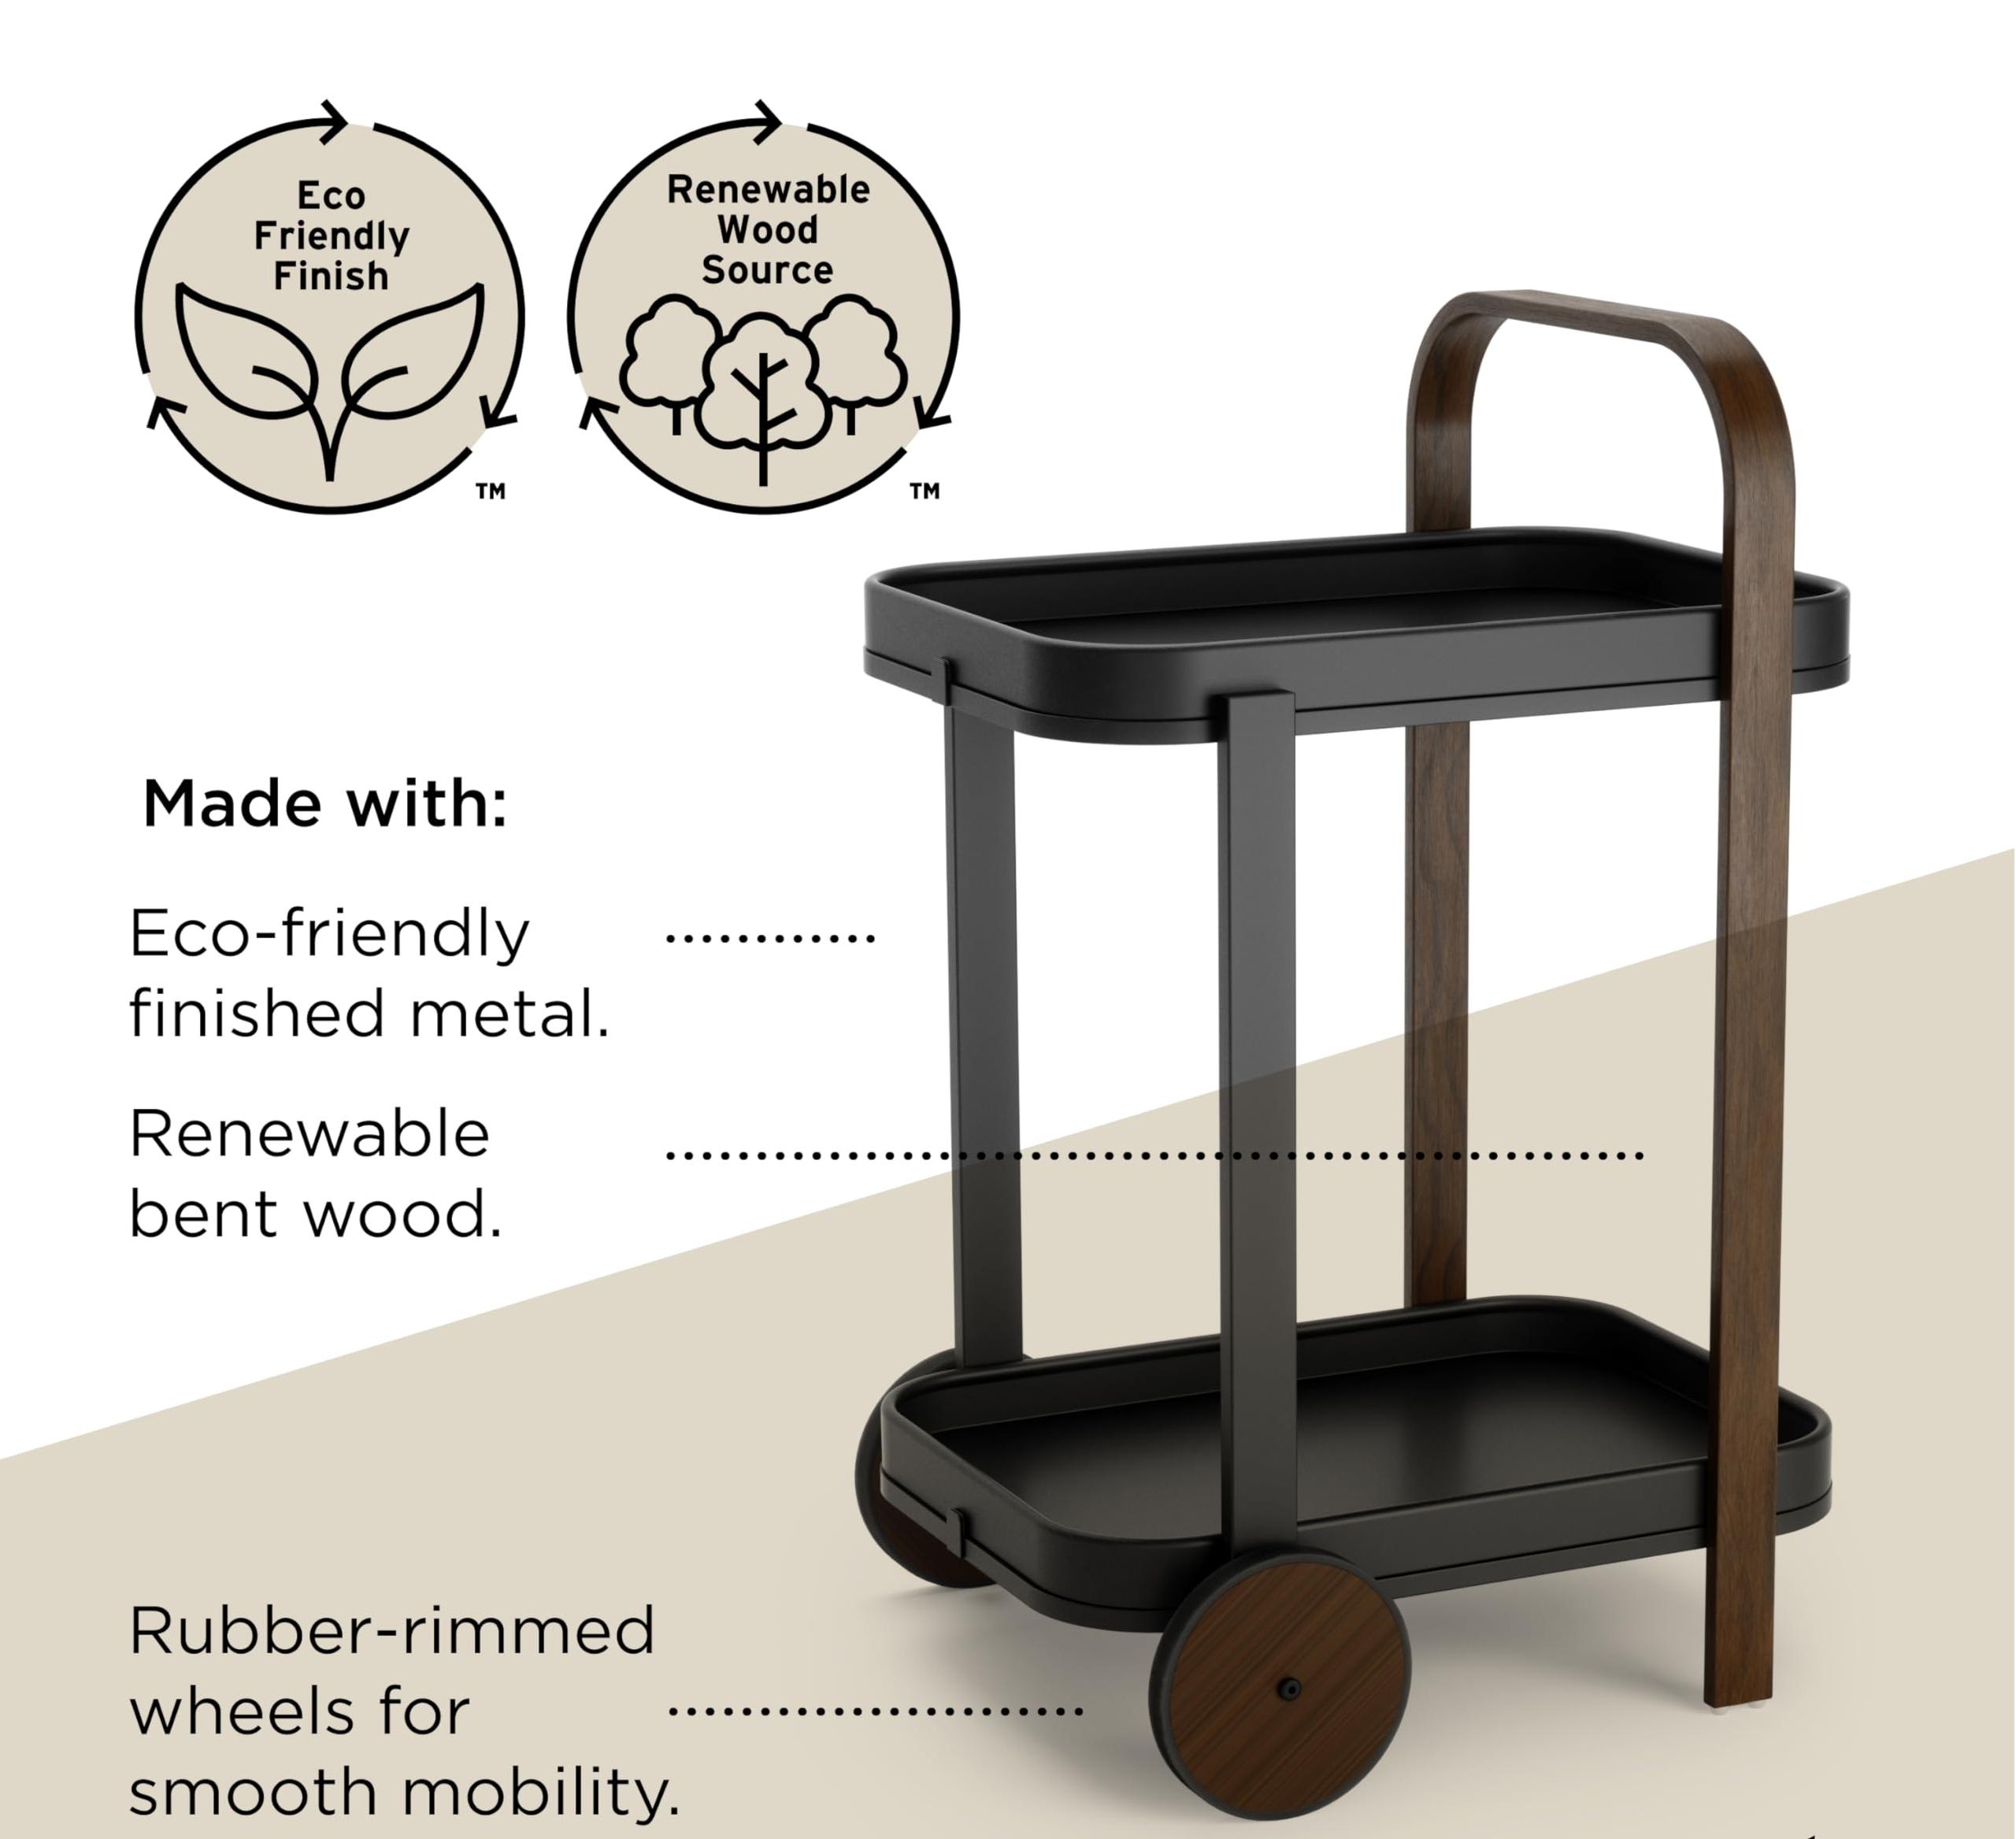 Eco
Friendly
Finish
TM
Renewable
Wood
Source
TM
Made with:
Eco-friendly
finished metal.
Renewable
bent wood.
Rubber-rimmed
wheels for
smooth mobility.